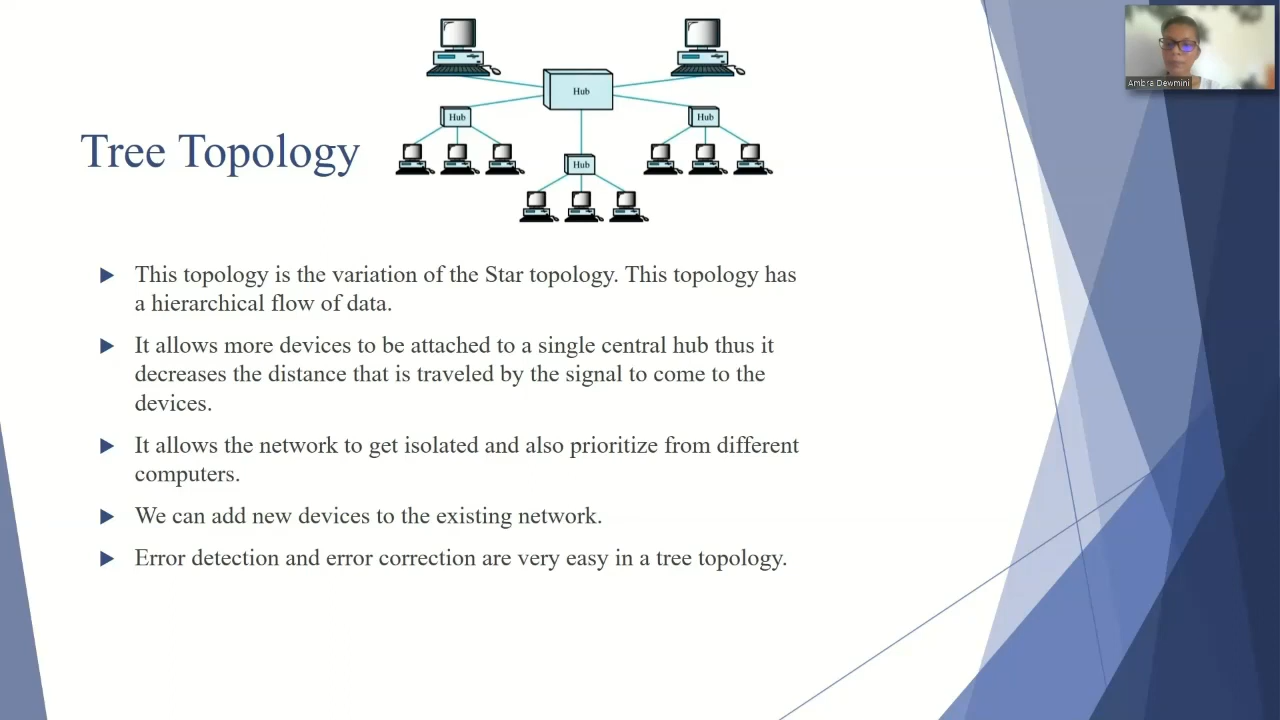 Hub
Hub
Hub
Hub
Ambra Dewmini
Tree Topology
This topology is the variation of the Star topology. This topology has
a hierarchical flow of data.
It allows more devices to be attached to a single central hub thus it
decreases the distance that is traveled by the signal to come to the
devices.
It allows the network to get isolated and also prioritize from different
computers.
We can add new devices to the existing network.
Error detection and error correction are very easy in a tree topology.